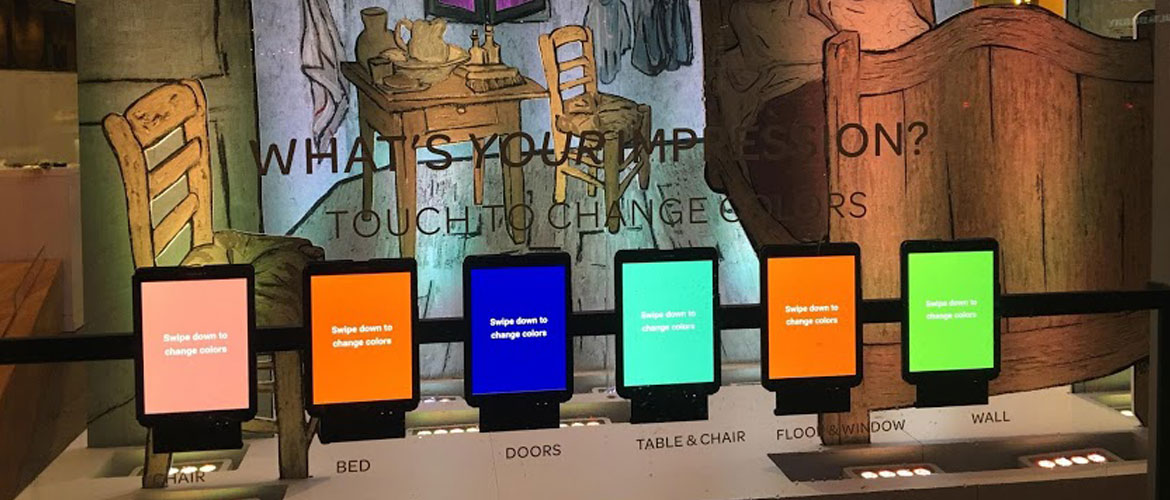 WHAT'S YOUR IMPRESSION?
TOUCH TO CHANGE COLORS
Swipe down to
change colors
Swipe down to
change colors
Swipe down to
change colors
Swipe down to
change colors
Swipe down to
change colors
Swipe down to
change colors
CHAIR
BED
DOORS
TABLE & CHAIR
FLOOR & WINDOW
WALL